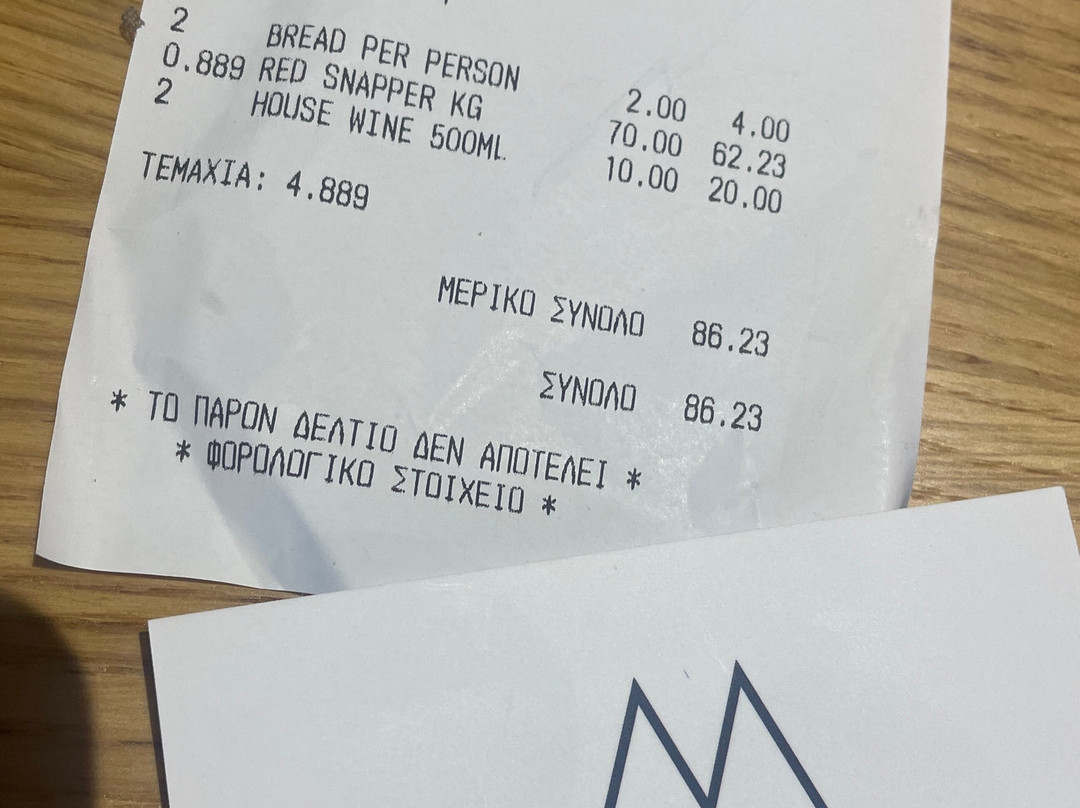 2 BREAD PER PERSON 2.00 4.00
0.889 RED SNAPPER KG 70.00 62.23
2 HOUSE WINE 500ML 10.00 20.00
ΤΕΜΑΧΙΑ: 4.889
ΜΕΡΙΚΟ ΣΥΝΟΛΟ 86.23
ΣΥΝΟΛΟ 86.23
* ΤΟ ΠΑΡΟΝ ΔΕΛΤΙΟ ΔΕΝ ΑΠΟΤΕΛΕΙ *
* ΦΟΡΟΛΟΓΙΚΟ ΣΤΟΙΧΕΙΟ *